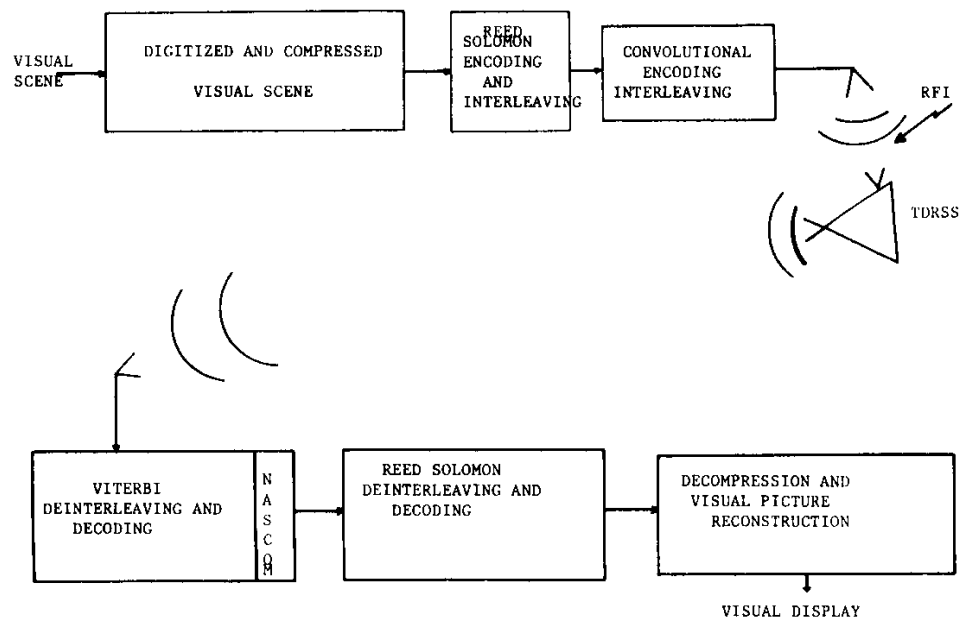 VISUAL
SCENE
DIGITIZED AND COMPRESSED
VISUAL SCENE
REED
SOLOMON
ENCODING
AND
INTERLEAVING
CONVOLUTIONAL
ENCODING
INTERLEAVING
RFI
TDRSS
VITERBI
DEINTERLEAVING AND
DECODING
NASCOM
REED SOLOMON
DEINTERLEAVING AND
DECODING
DECOMPRESSION AND
VISUAL PICTURE
RECONSTRUCTION
VISUAL DISPLAY